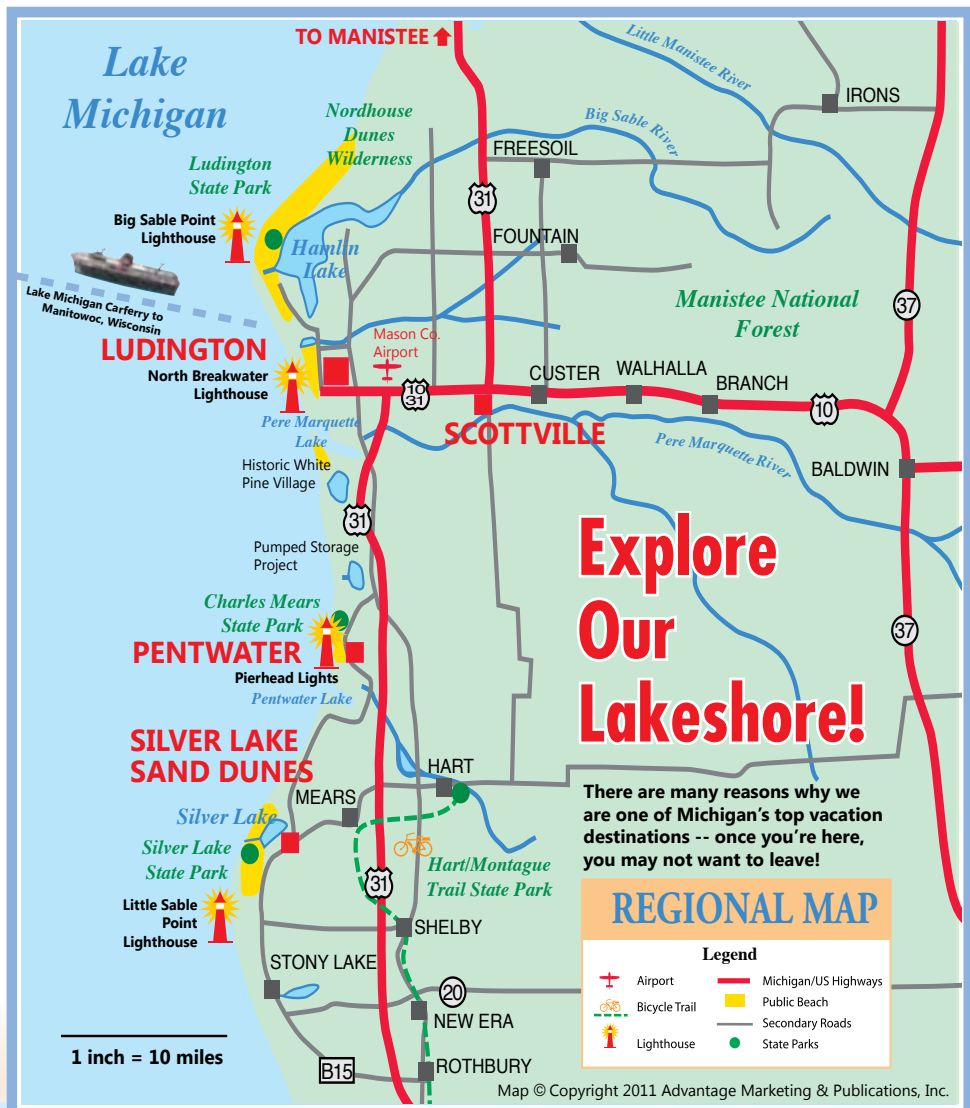 TO MANISTEE
Lake
Michigan
Little Manistee River
IRONS
Nordhouse
Dunes
Wilderness
Big Sable River
FREESOIL
Ludington
State Park
31
Big Sable Point
Lighthouse
Hamlin
Lake
FOUNTAIN
Lake Michigan Carferry to
Manitowoc, Wisconsin
Manistee National
Forest
37
Mason Co.
Airport
LUDINGTON
North Breakwater
Lighthouse
10
31
CUSTER
WALHALLA
BRANCH
10
SCOTTVILLE
Pere Marquette
Lake
Pere Marquette River
BALDWIN
Historic White
Pine Village
31
Pumped Storage
Project
Explore
Our
Lakeshore!
Charles Mears
State Park
37
PENTWATER
Pierhead Lights
Pentwater Lake
SILVER LAKE
SAND DUNES
HART
MEARS
There are many reasons why we
are one of Michigan's top vacation
destinations -- once you're here,
you may not want to leave!
Silver Lake
Silver Lake
State Park
Hart/Montague
Trail State Park
31
Little Sable
Point
Lighthouse
SHELBY
STONY LAKE
20
NEW ERA
ROTHBURY
B15
1 inch = 10 miles
REGIONAL MAP
Legend
Airport
Michigan/US Highways
Bicycle Trail
Public Beach
Secondary Roads
Lighthouse
State Parks
Map © Copyright 2011 Advantage Marketing & Publications, Inc.